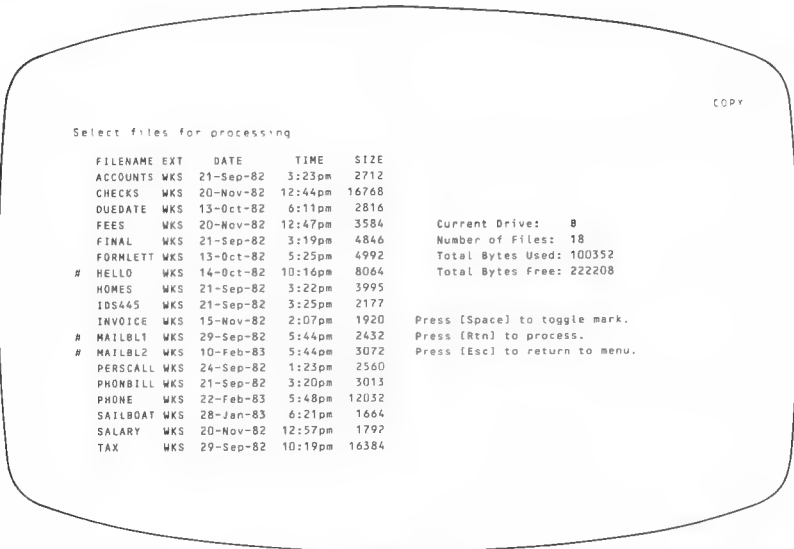 COPY
Select files for processing
FILENAME EXT DATE TIME SIZE
ACCOUNTS WKS 21-Sep-82 3:23pm 2712
CHECKS WKS 20-Nov-82 12:44pm 16768
DUEDATE WKS 13-Oct-82 6:11pm 2816
FEES WKS 20-Nov-82 12:47pm 3584 Current Drive: B
FINAL WKS 21-Sep-82 3:19pm 4846 Number of Files: 18
FORMLETT WKS 13-Oct-82 5:25pm 4992 Total Bytes Used: 100352
# HELLO WKS 14-Oct-82 10:16pm 8064 Total Bytes Free: 222208
HOMES WKS 21-Sep-82 3:22pm 3995
IDS445 WKS 21-Sep-82 3:25pm 2177
INVOICE WKS 15-Nov-82 2:07pm 1920 Press [Space] to toggle mark.
# MAILBL1 WKS 29-Sep-82 5:44pm 2432 Press [Rtn] to process.
# MAILBL2 WKS 10-Feb-83 5:44pm 3072 Press [Esc] to return to menu.
PERSCALL WKS 24-Sep-82 1:23pm 2560
PHONBILL WKS 21-Sep-82 3:20pm 3013
PHONE WKS 22-Feb-83 5:48pm 12032
SAILBOAT WKS 28-Jan-83 6:21pm 1664
SALARY WKS 20-Nov-82 12:57pm 1792
TAX WKS 29-Sep-82 10:19pm 16384